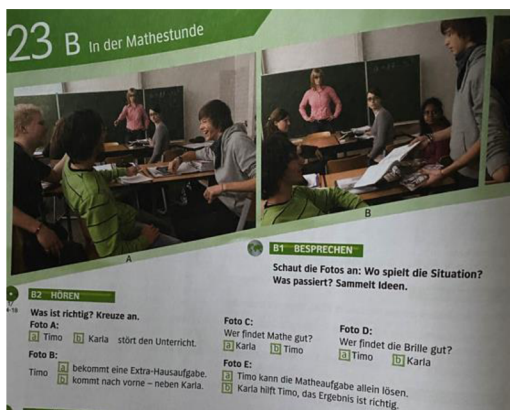 23 B In der Mathestunde
A
B
B1 BESPRECHEN
Schaut die Fotos an: Wo spielt die Situation?
Was passiert? Sammelt Ideen.
B2 HÖREN
Was ist richtig? Kreuze an.
Foto A:
a Timo b Karla stört den Unterricht.
Foto B:
Timo a bekommt eine Extra-Hausaufgabe.
b kommt nach vorne – neben Karla.
Foto C:
Wer findet Mathe gut?
a Karla b Timo
Foto D:
Wer findet die Brille gut?
a Timo b Karla
Foto E:
a Timo kann die Matheaufgabe allein lösen.
b Karla hilft Timo, das Ergebnis ist richtig.